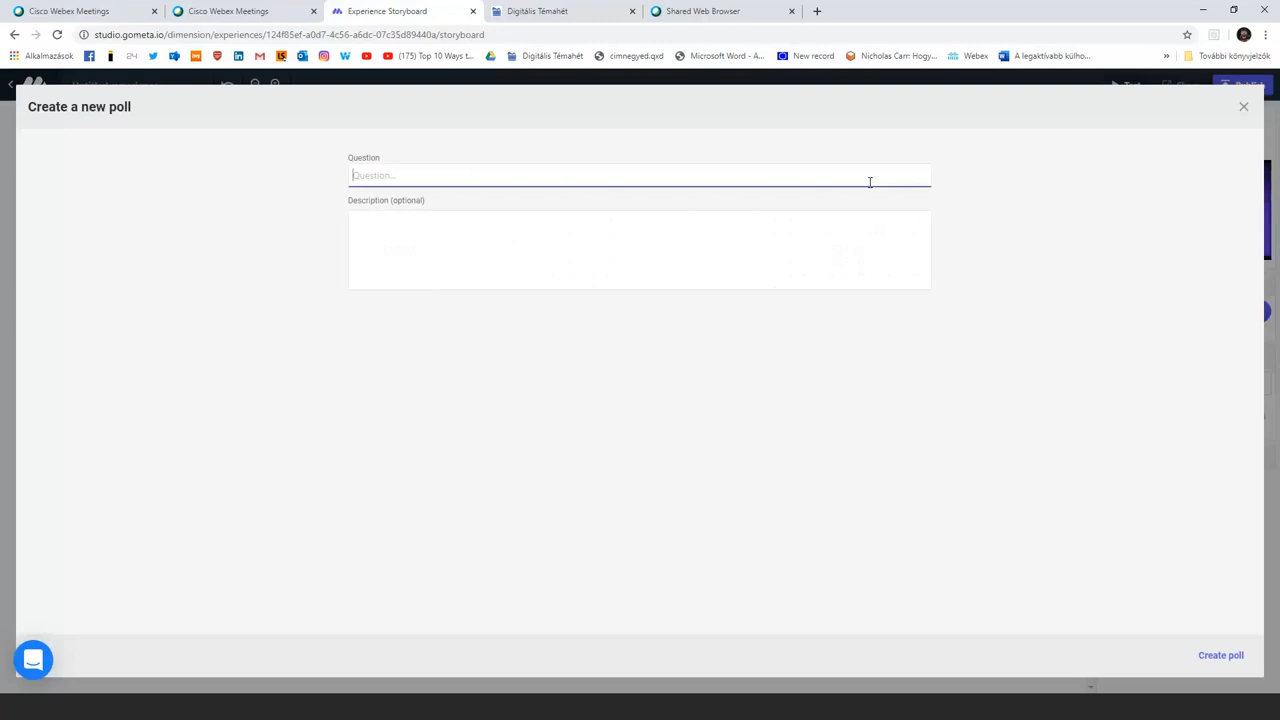 Cisco Webex Meetings
Cisco Webex Meetings
Experience Storyboard
Digitális Témahét
Shared Web Browser
studio.gometa.io/dimension/experiences/124f85ef-a0d7-4c56-a6dc-07c35d89440a/storyboard
Alkalmazások
24
(175) Top 10 Ways t...
Digitális Témahét
cimnegyed.qxd
Microsoft Word - A...
New record
Nicholas Carr: Hogy...
Webex
A legaktívabb külho...
»
További könyvjelzők
Create a new poll
Question
Question...
Description (optional)
Create poll